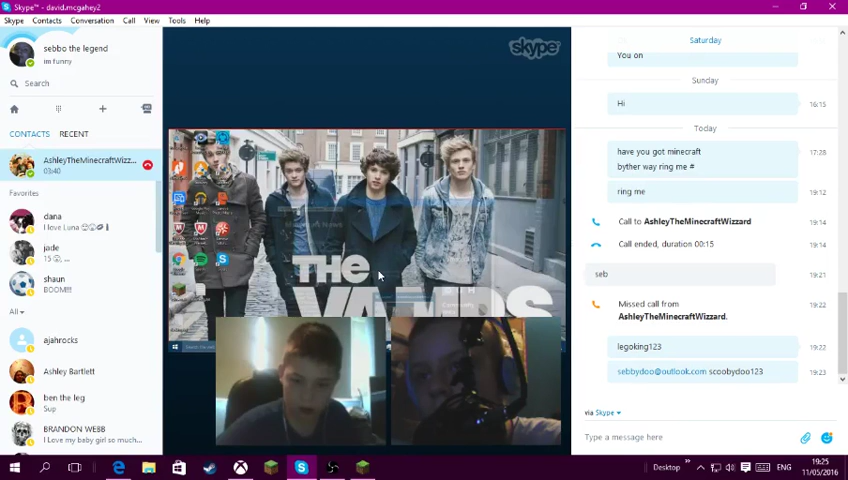 Skype™ - david.mcgahey2
Skype Contacts Conversation Call View Tools Help
sebbo the legend
im funny
Search
CONTACTS RECENT
AshleyTheMinecraftWizz...
03:40
Favorites
dana
I love Luna
jade
15
shaun
BOOM!!!!
All
ajahrocks
Ashley Bartlett
ben the leg
Sup
BRANDON WEBB
I Love my baby girl so much...
skype
THE
VAMPS
Saturday
You on
Sunday
Hi
16:15
Today
have you got minecraft
17:28
byther way ring me #
ring me
19:12
Call to AshleyTheMinecraftWizzard
19:14
Call ended, duration 00:15
19:14
seb
19:21
Missed call from
19:22
AshleyTheMinecraftWizzard.
legoking123
19:22
sebbydoo@outlook.com scoobydoo123
19:23
via Skype
Type a message here
Desktop
ENG
19:25
11/05/2016